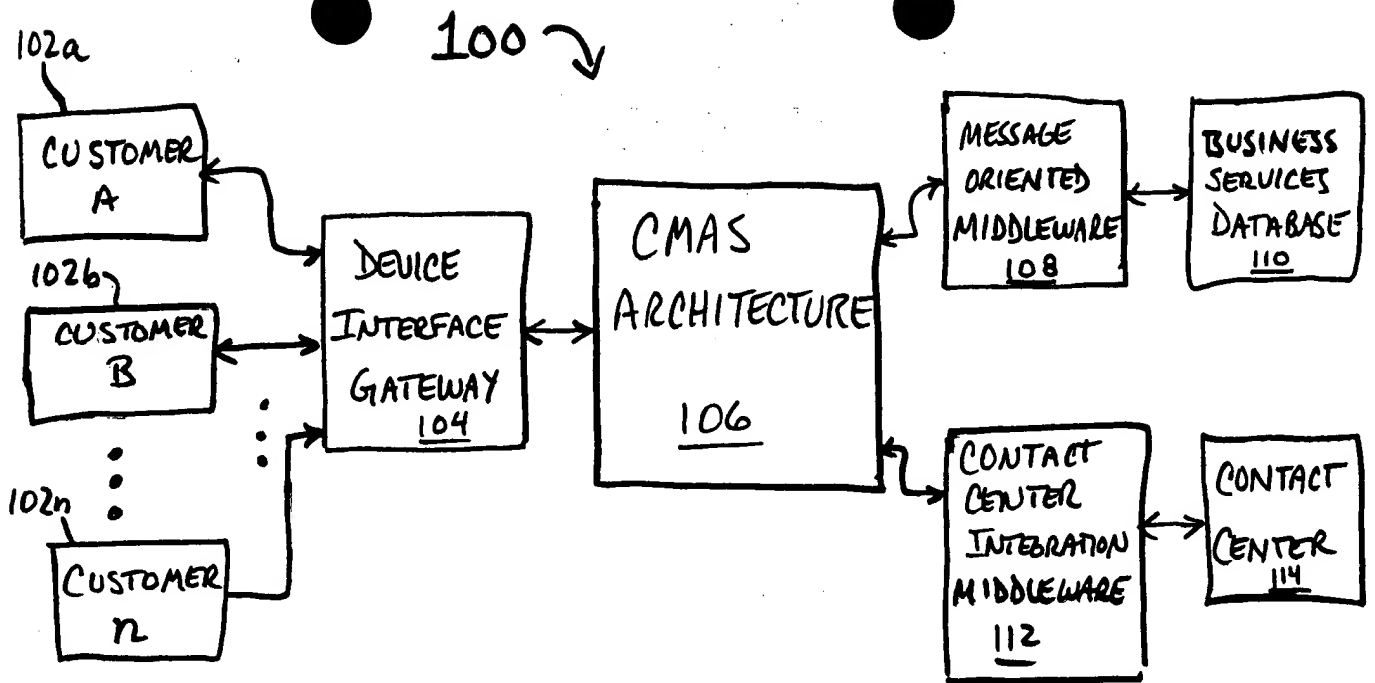 100
102a
CUSTOMER
A
102b
CUSTOMER
B
102n
CUSTOMER
n
DEVICE
INTERFACE
GATEWAY
104
CMAS
ARCHITECTURE
106
MESSAGE
ORIENTED
MIDDLEWARE
108
BUSINESS
SERVICES
DATABASE
110
CONTACT
CENTER
INTEGRATION
MIDDLEWARE
112
CONTACT
CENTER
114